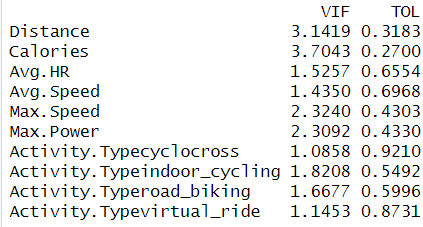 VIF TOL
Distance 3.1419 0.3183
Calories 3.7043 0.2700
Avg.HR 1.5257 0.6554
Avg.Speed 1.4350 0.6968
Max.Speed 2.3240 0.4303
Max.Power 2.3092 0.4330
Activity.Typecyclocross 1.0858 0.9210
Activity.Typeindoor_cycling 1.8208 0.5492
Activity.Typeroad_biking 1.6677 0.5996
Activity.Typevirtual_ride 1.1453 0.8731